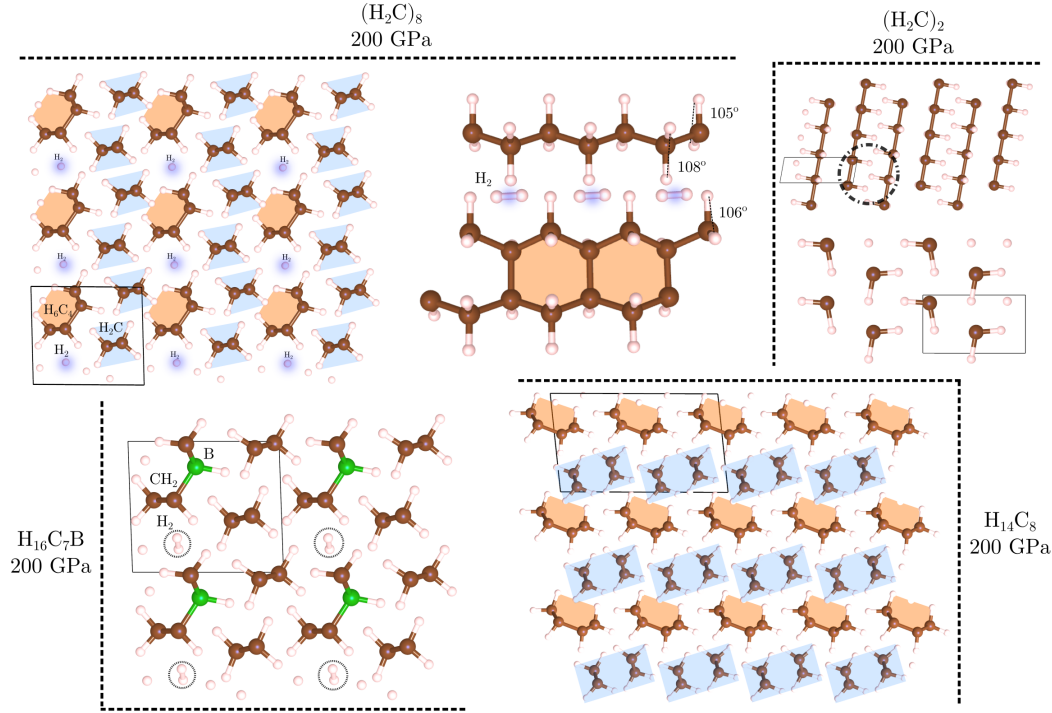 (H₂C)₈
200 GPa
(H₂C)₂
200 GPa
H₂
H₂
H₂
H₂
H₂
H₂
H₆C₄
H₂C
H₂
H₂
H₂
105°
108°
H₂
106°
B
CH₂
H₂
H₁₆C₇B
200 GPa
H₁₄C₈
200 GPa